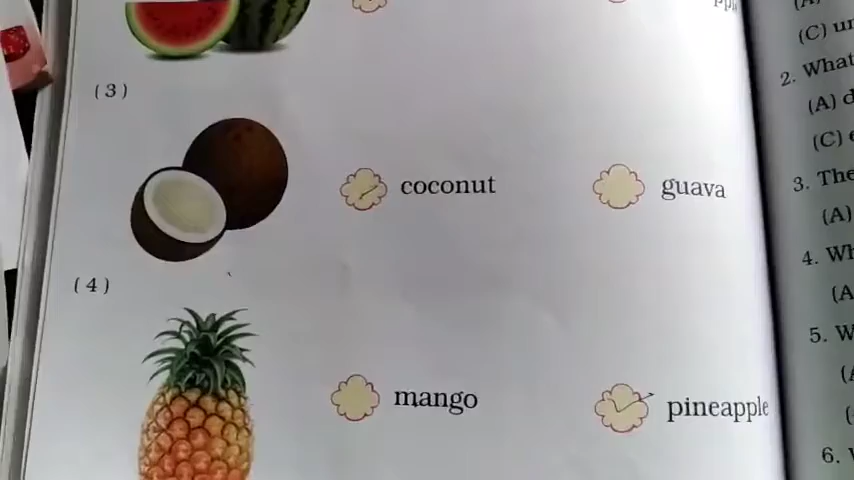 (3)
coconut guava
(4)
mango pineapple
(C)
2. What
(A)
(C)
3. The
(A)
4.
(A
5.
6.